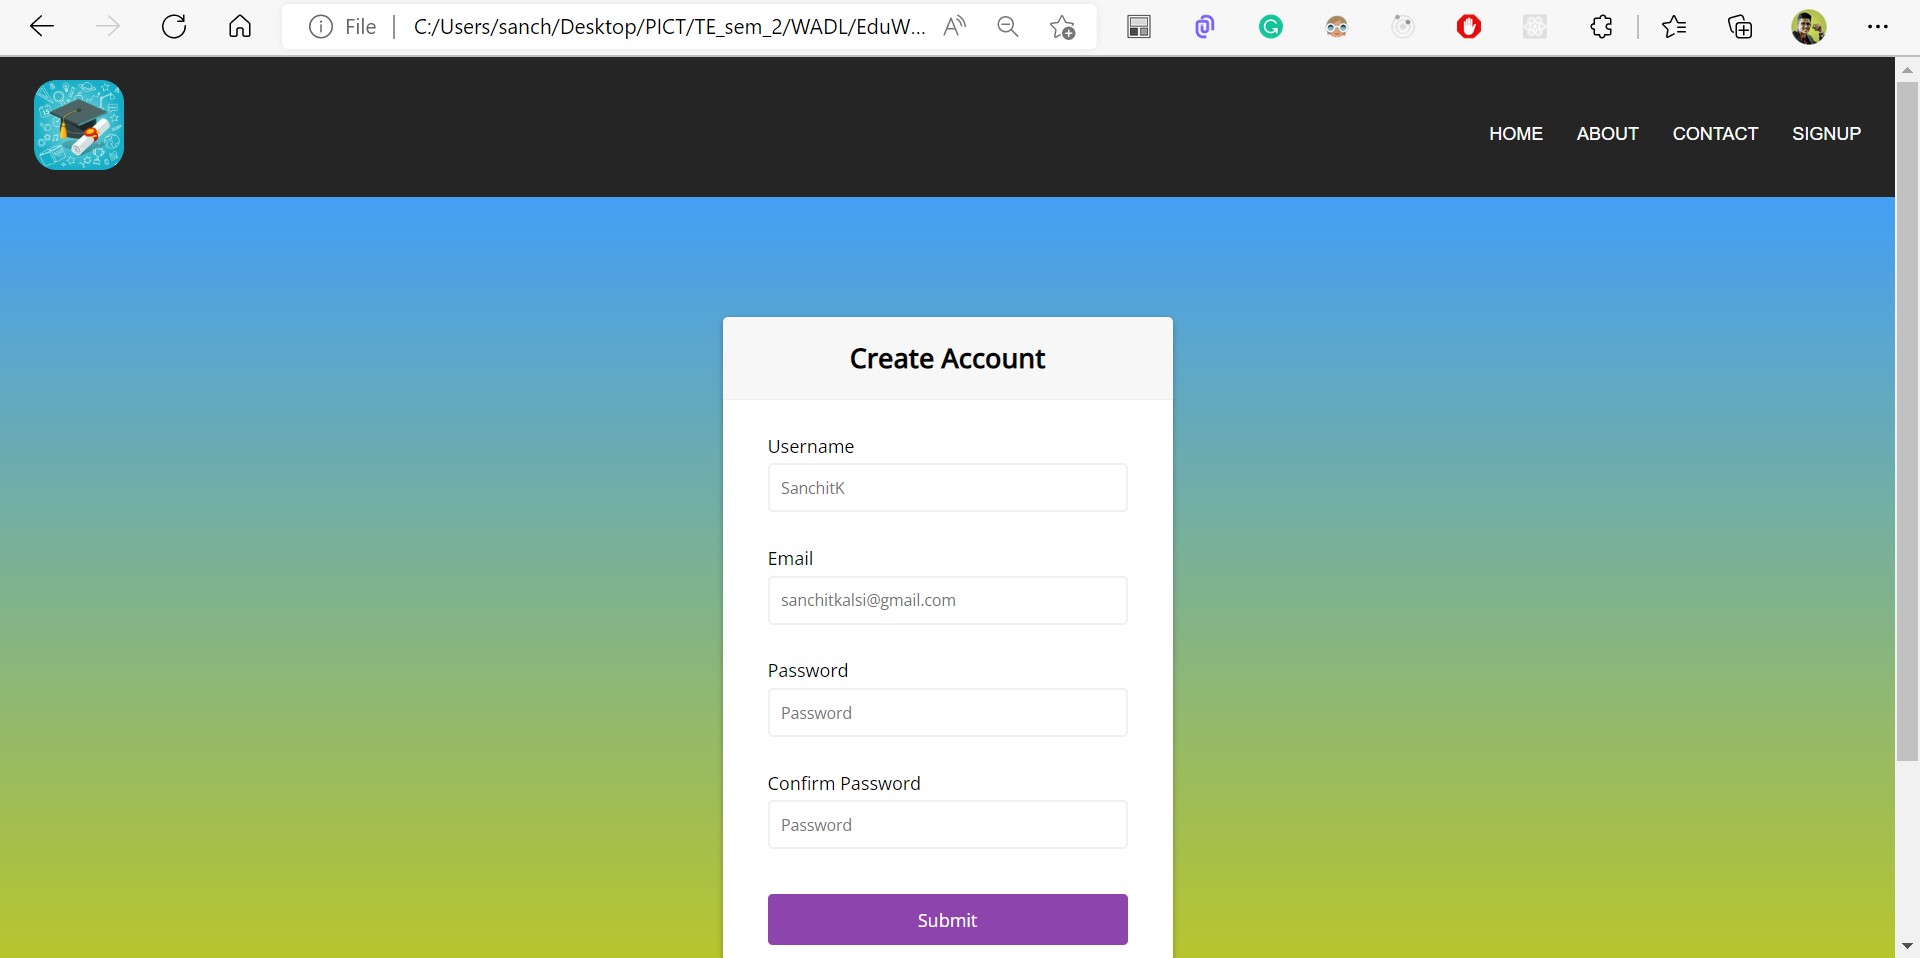 File C:/Users/sanch/Desktop/PICT/TE_sem_2/WADL/EduW...
HOME ABOUT CONTACT SIGNUP
Create Account
Username
SanchitK
Email
sanchitkalsi@gmail.com
Password
Password
Confirm Password
Password
Submit